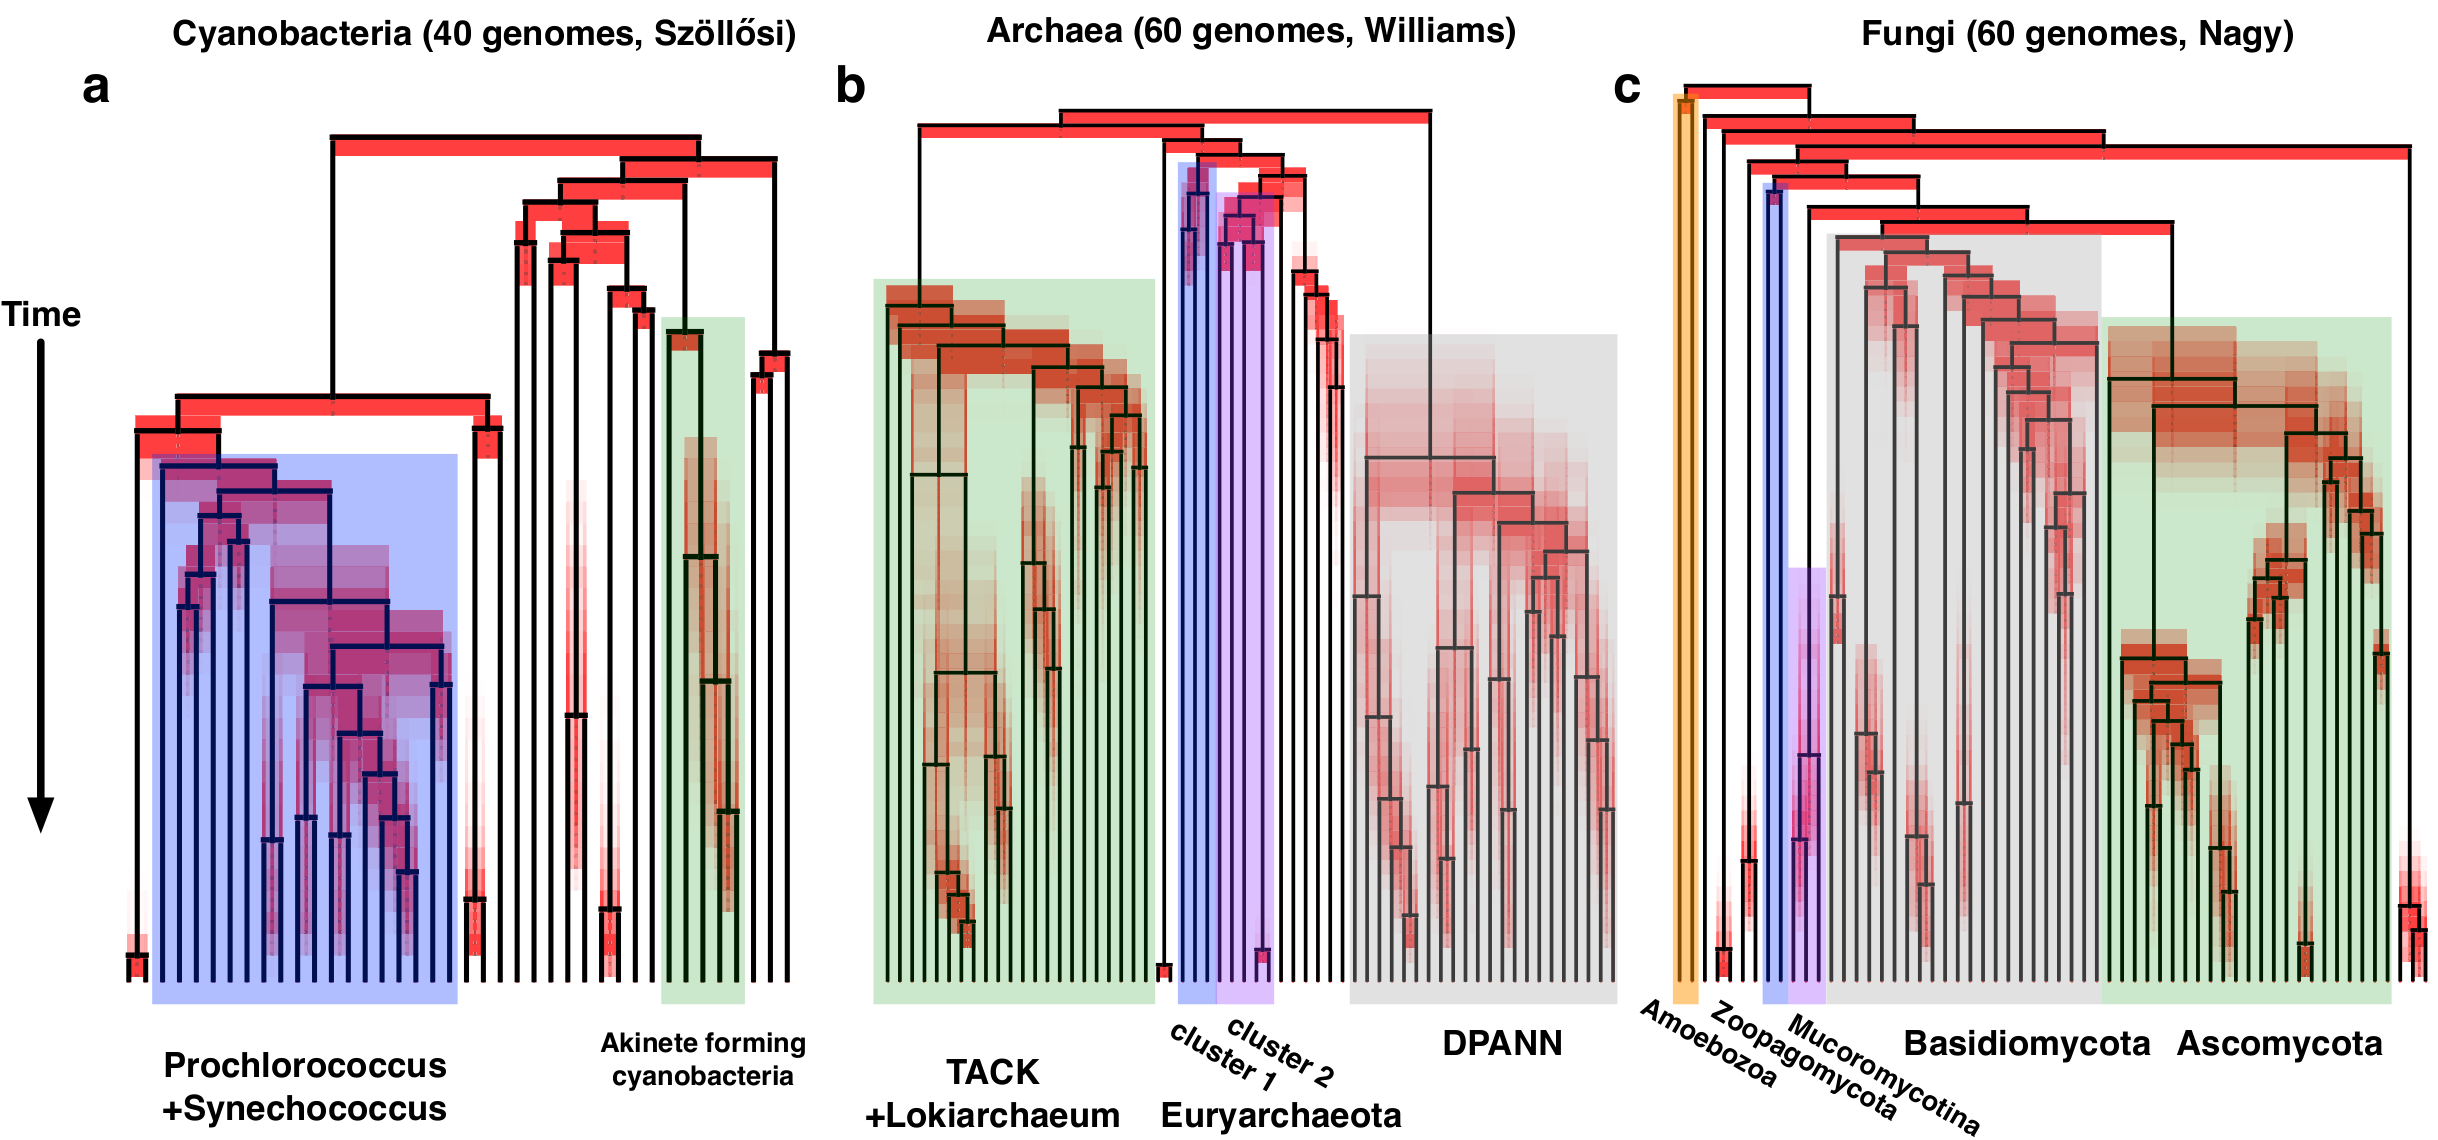 Cyanobacteria (40 genomes, Szöllősi)
Archaea (60 genomes, Williams)
Fungi (60 genomes, Nagy)
a
b
c
Time
Prochlorococcus
+Synechococcus
Akinete forming
cyanobacteria
TACK
+Lokiarchaeum
cluster 1
cluster 2
Euryarchaeota
DPANN
Amoebozoa
Zoopagomycota
Mucoromycotina
Basidiomycota
Ascomycota